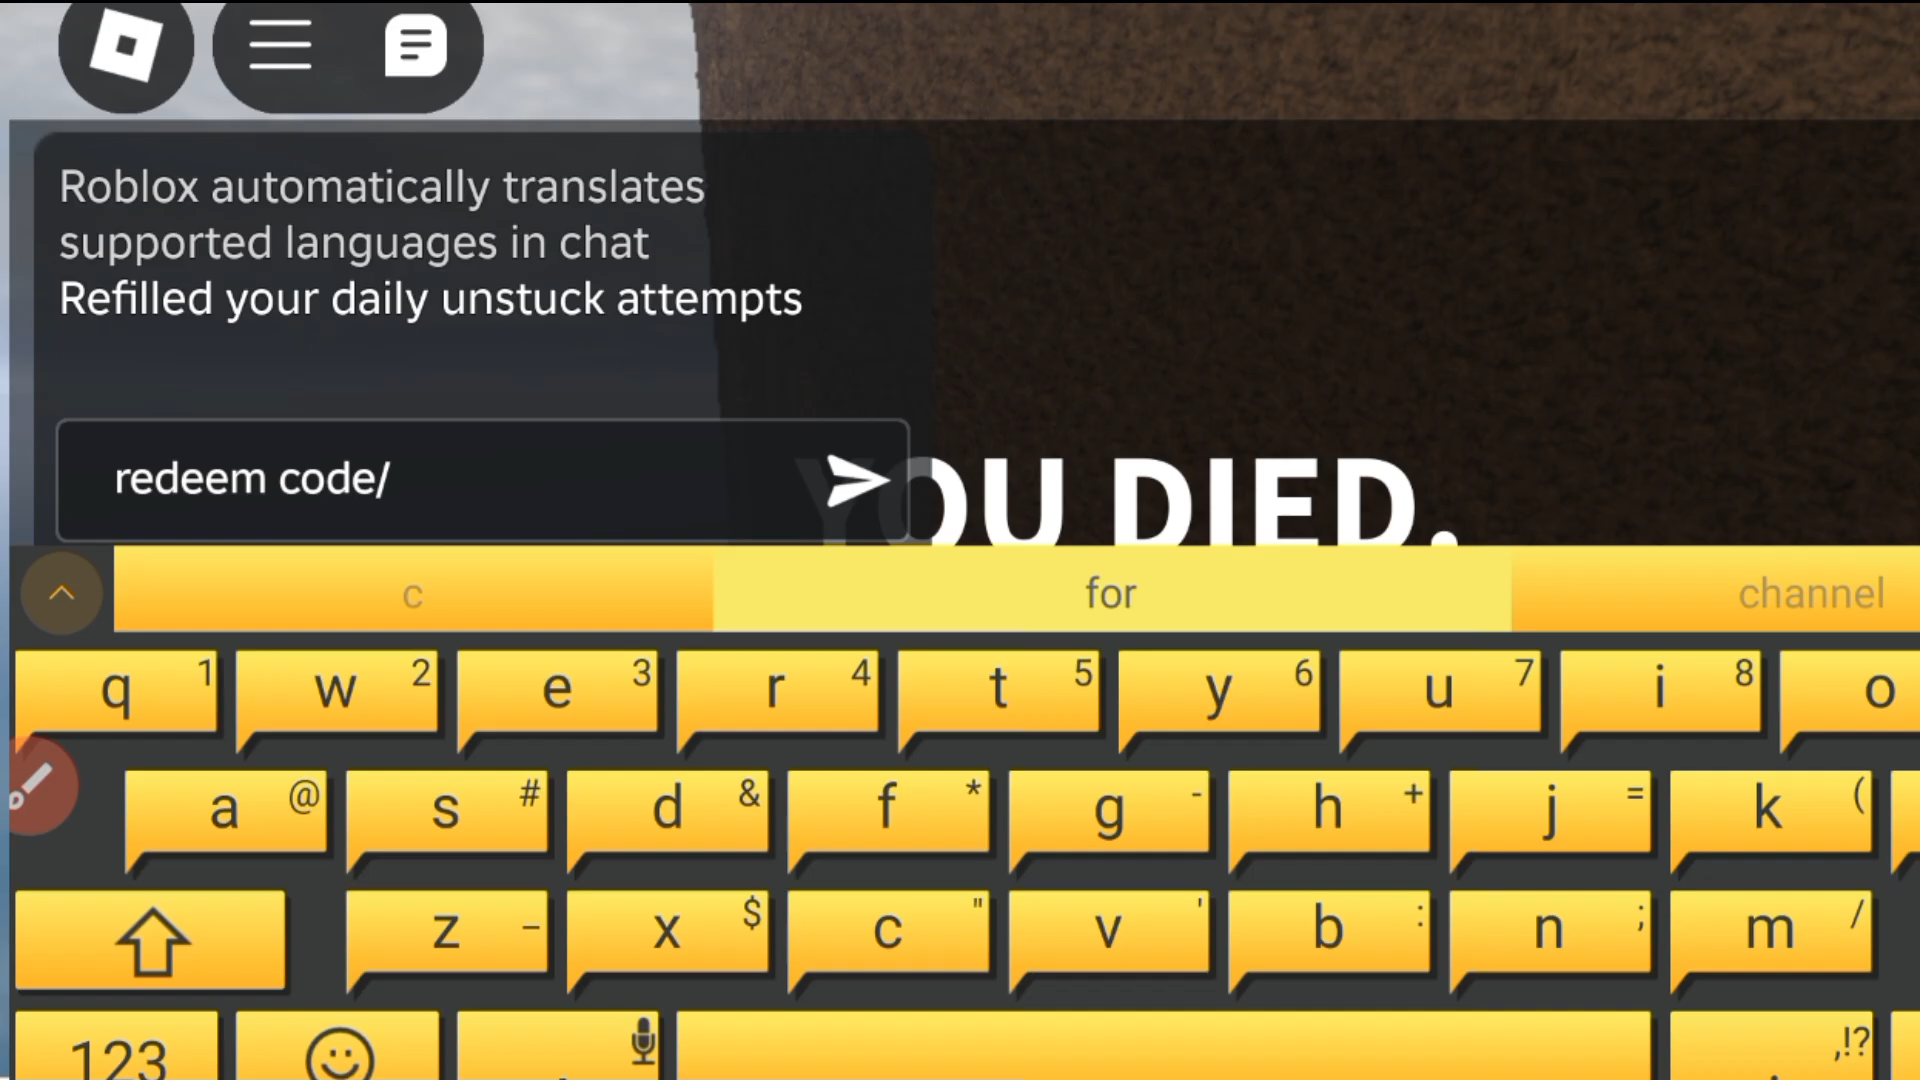 Roblox automatically translates
supported languages in chat
Refilled your daily unstuck attempts
redeem code/
YOU DIED.
c for channel
q 1 w 2 e 3 r 4 t 5 y 6 u 7 i 8 o
a @ s # d & f * g - h + j = k (
z _ x $ c " v ' b : n ; m /
123 ,!?